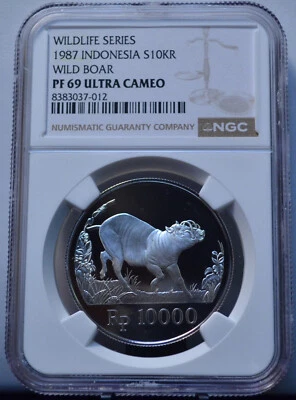 WILDLIFE SERIES
1987 INDONESIA S10KR
WILD BOAR
PF 69 ULTRA CAMEO
8383037-012
NUMISMATIC GUARANTY COMPANY NGC
Rp 10000